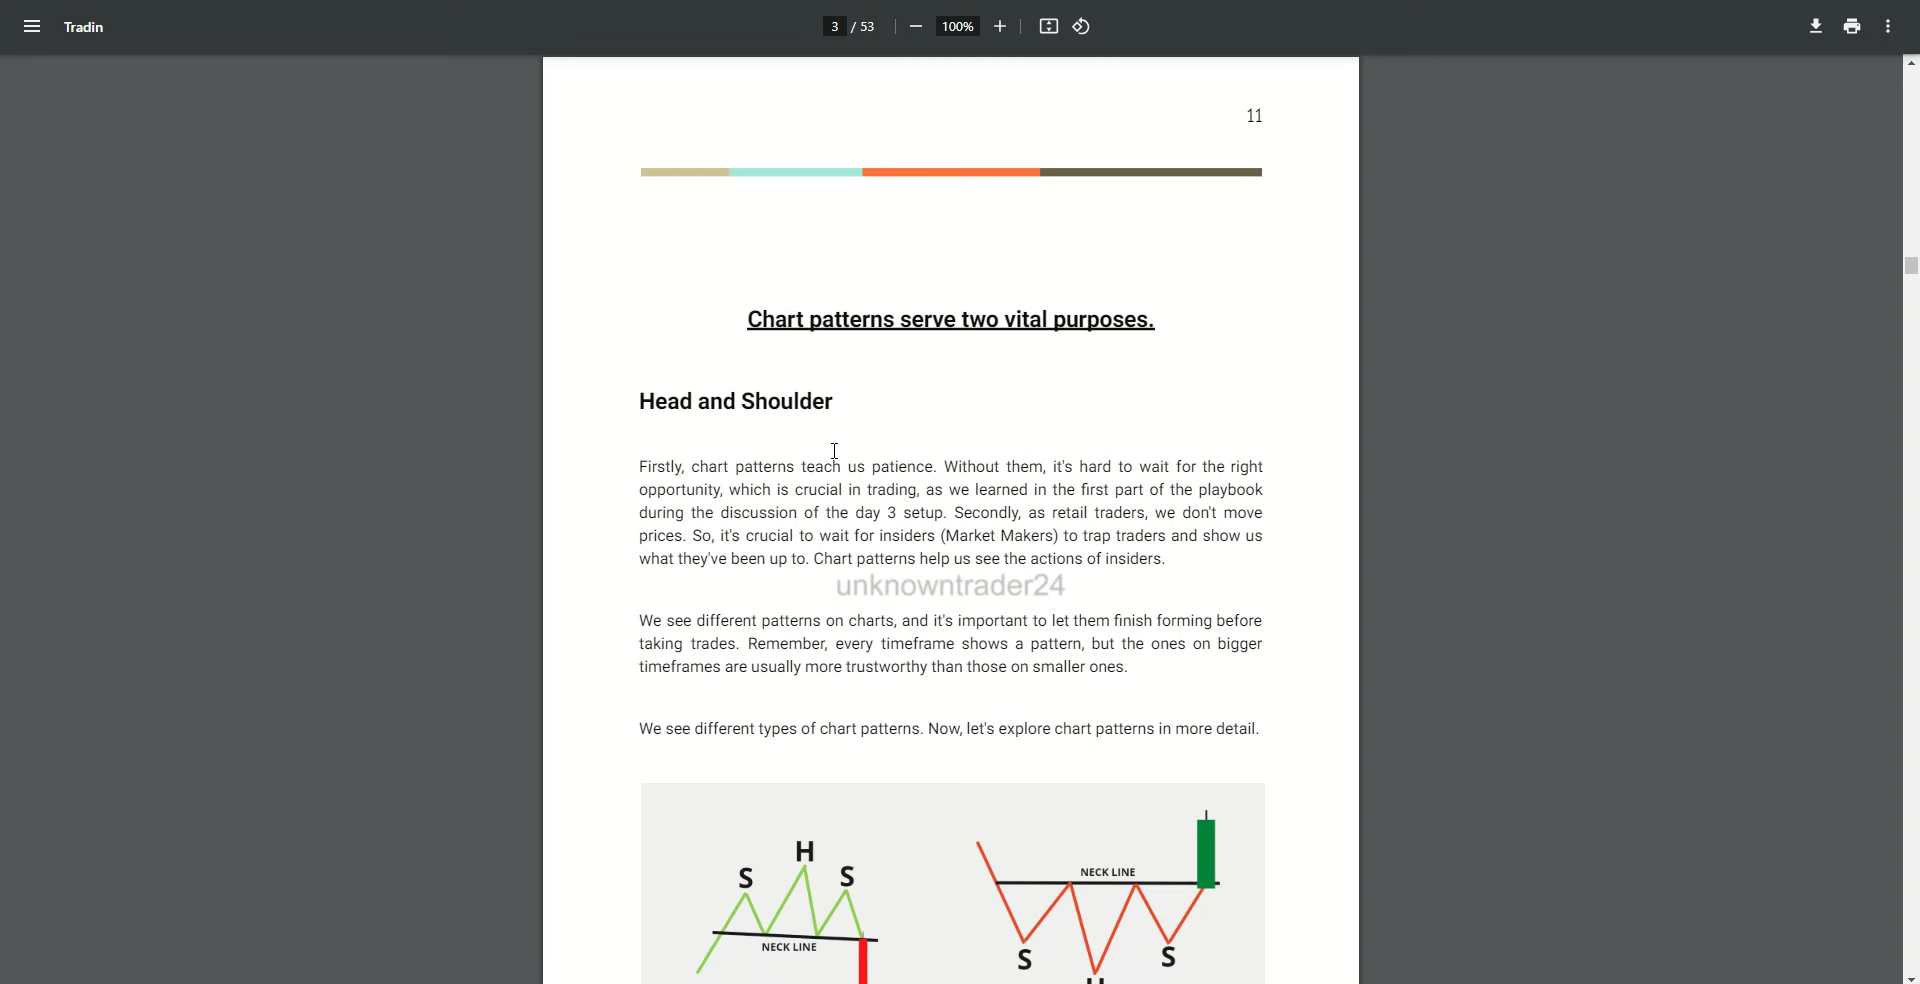 Tradin
3 / 53
100%
11
Chart patterns serve two vital purposes.
Head and Shoulder
Firstly, chart patterns teach us patience. Without them, it's hard to wait for the right
opportunity, which is crucial in trading, as we learned in the first part of the playbook
during the discussion of the day 3 setup. Secondly, as retail traders, we don't move
prices. So, it's crucial to wait for insiders (Market Makers) to trap traders and show us
what they've been up to. Chart patterns help us see the actions of insiders.
unknowntrader24
We see different patterns on charts, and it's important to let them finish forming before
taking trades. Remember, every timeframe shows a pattern, but the ones on bigger
timeframes are usually more trustworthy than those on smaller ones.
We see different types of chart patterns. Now, let's explore chart patterns in more detail.
H
S
S
NECK LINE
NECK LINE
S
S
H